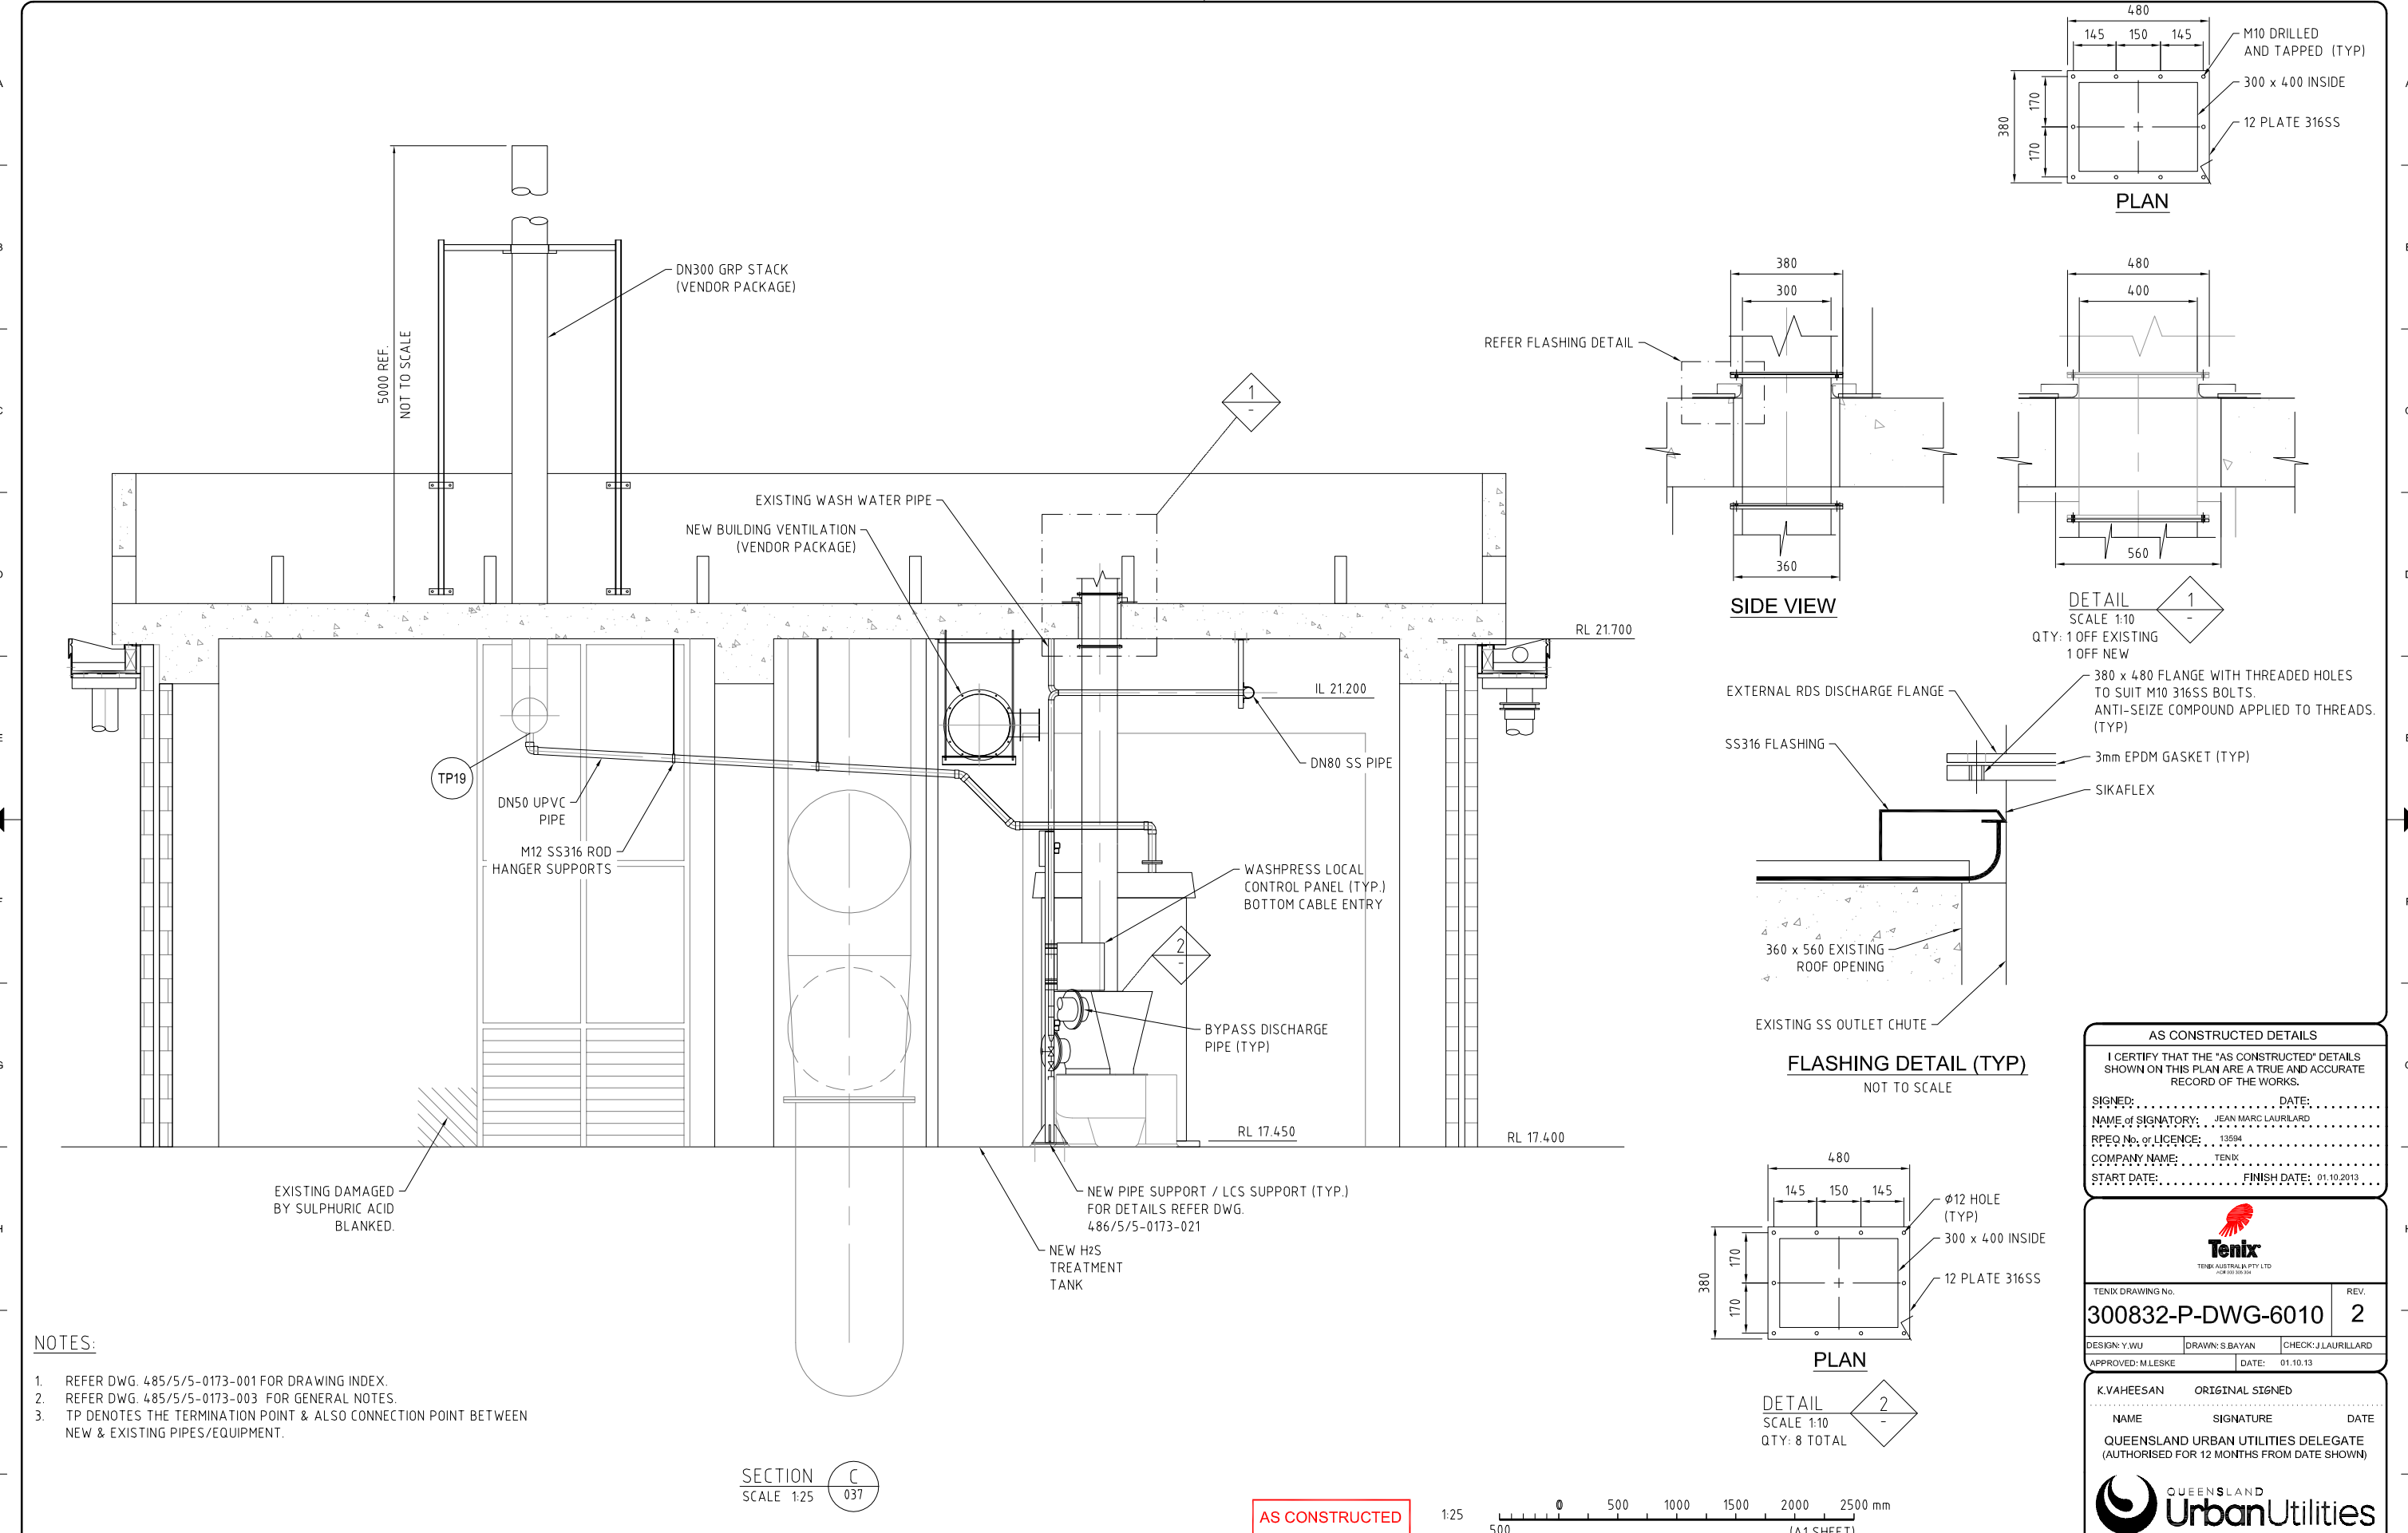 480
145 150 145
M10 DRILLED
AND TAPPED (TYP)
300 x 400 INSIDE
12 PLATE 316SS
380
170
170
PLAN
5000 REF.
NOT TO SCALE
DN300 GRP STACK
(VENDOR PACKAGE)
1
-
EXISTING WASH WATER PIPE
NEW BUILDING VENTILATION
(VENDOR PACKAGE)
RL 21.700
IL 21.200
DN80 SS PIPE
TP19
DN50 UPVC
PIPE
M12 SS316 ROD
HANGER SUPPORTS
WASHPRESS LOCAL
CONTROL PANEL (TYP.)
BOTTOM CABLE ENTRY
2
-
BYPASS DISCHARGE
PIPE (TYP)
RL 17.450
RL 17.400
EXISTING DAMAGED
BY SULPHURIC ACID
BLANKED.
NEW PIPE SUPPORT / LCS SUPPORT (TYP.)
FOR DETAILS REFER DWG.
486/5/5-0173-021
NEW H2S
TREATMENT
TANK
380
300
REFER FLASHING DETAIL
360
SIDE VIEW
480
400
560
DETAIL
SCALE 1:10
1
-
QTY: 1 OFF EXISTING
1 OFF NEW
EXTERNAL RDS DISCHARGE FLANGE
380 x 480 FLANGE WITH THREADED HOLES
TO SUIT M10 316SS BOLTS.
ANTI-SEIZE COMPOUND APPLIED TO THREADS.
(TYP)
SS316 FLASHING
3mm EPDM GASKET (TYP)
SIKAFLEX
360 x 560 EXISTING
ROOF OPENING
EXISTING SS OUTLET CHUTE
FLASHING DETAIL (TYP)
NOT TO SCALE
480
145 150 145
Ø12 HOLE
(TYP)
300 x 400 INSIDE
12 PLATE 316SS
380
170
170
PLAN
DETAIL
SCALE 1:10
2
-
QTY: 8 TOTAL
NOTES:
1. REFER DWG. 485/5/5-0173-001 FOR DRAWING INDEX.
2. REFER DWG. 485/5/5-0173-003 FOR GENERAL NOTES.
3. TP DENOTES THE TERMINATION POINT & ALSO CONNECTION POINT BETWEEN
NEW & EXISTING PIPES/EQUIPMENT.
SECTION
SCALE 1:25
C
037
AS CONSTRUCTED
1:25
0 500 1000 1500 2000 2500 mm
500
(A1 SHEET)
AS CONSTRUCTED DETAILS
I CERTIFY THAT THE "AS CONSTRUCTED" DETAILS
SHOWN ON THIS PLAN ARE A TRUE AND ACCURATE
RECORD OF THE WORKS.
SIGNED: DATE:
NAME of SIGNATORY: JEAN MARC LAURILARD
RPEQ No. or LICENCE: 13594
COMPANY NAME: TENIX
START DATE: FINISH DATE: 01.10.2013
Tenix
TENIX AUSTRALIA PTY LTD
TENIX DRAWING No.
REV.
300832-P-DWG-6010
2
DESIGN: Y.WU DRAWN: S.BAYAN CHECK: J.LAURILLARD
APPROVED: M.LESKE DATE: 01.10.13
K.VAHEESAN ORIGINAL SIGNED
NAME SIGNATURE DATE
QUEENSLAND URBAN UTILITIES DELEGATE
(AUTHORISED FOR 12 MONTHS FROM DATE SHOWN)
QUEENSLAND
UrbanUtilities